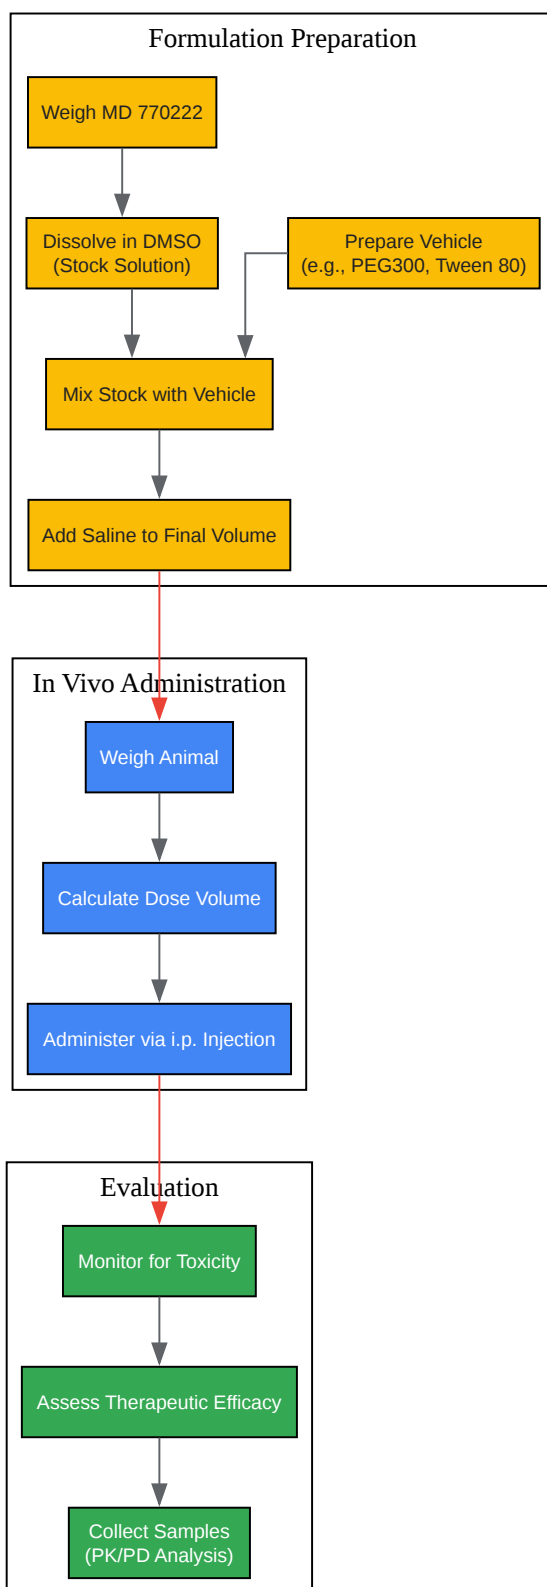 Formulation Preparation
Weigh MD 770222
Dissolve in DMSO
(Stock Solution)
Prepare Vehicle
(e.g., PEG300, Tween 80)
Mix Stock with Vehicle
Add Saline to Final Volume
In Vivo Administration
Weigh Animal
Calculate Dose Volume
Administer via i.p. Injection
Evaluation
Monitor for Toxicity
Assess Therapeutic Efficacy
Collect Samples
(PK/PD Analysis)